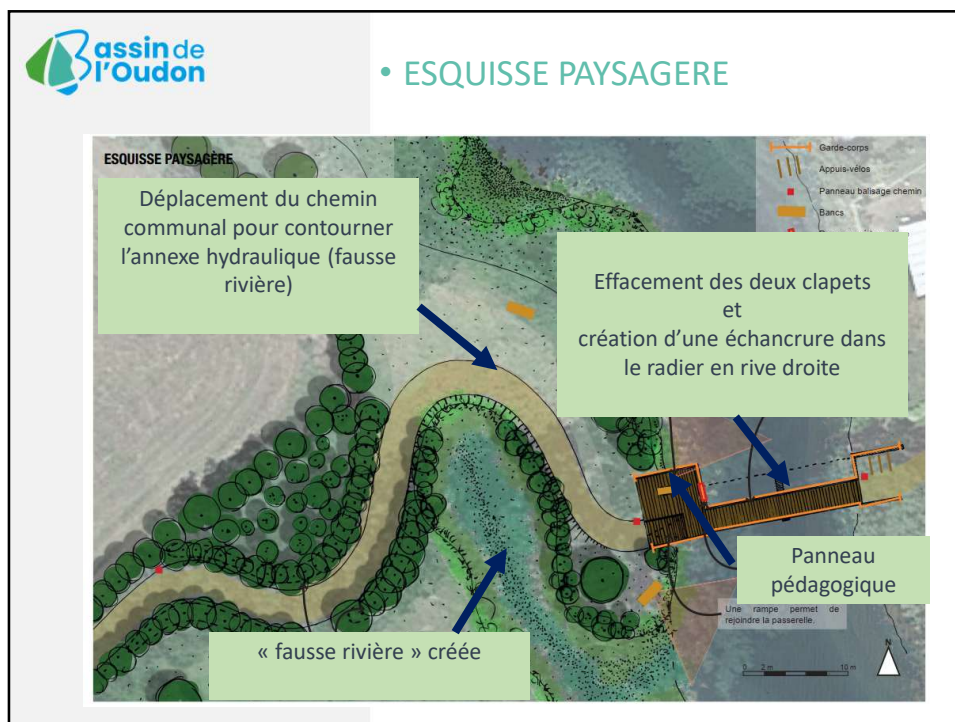 Bassin de
l'Oudon
• ESQUISSE PAYSAGERE
ESQUISSE PAYSAGÈRE
Garde-corps
Appuis-vélos
Panneau balisage chemin
Bancs
Déplacement du chemin
communal pour contourner
l'annexe hydraulique (fausse
rivière)
Effacement des deux clapets
et
création d'une échancrure dans
le radier en rive droite
Panneau
pédagogique
Une rampe permet de
rejoindre la passerelle.
« fausse rivière » créée
N
0 2 m 10 m